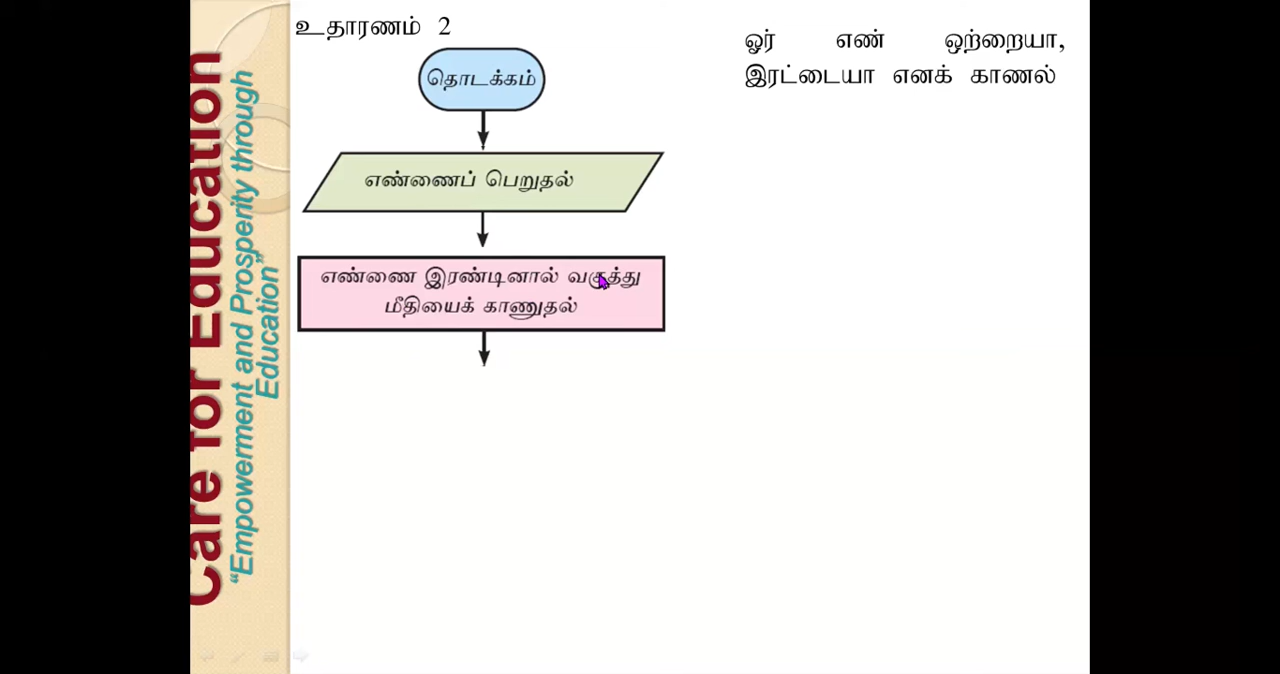 Care for Education
“Empowerment and Prosperity through
Education”
உதாரணம் 2
தொடக்கம்
எண்ணைப் பெறுதல்
எண்ணை இரண்டினால் வகுத்து
மீதியைக் காணுதல்
ஓர் எண் ஒற்றையா,
இரட்டையா எனக் காணல்